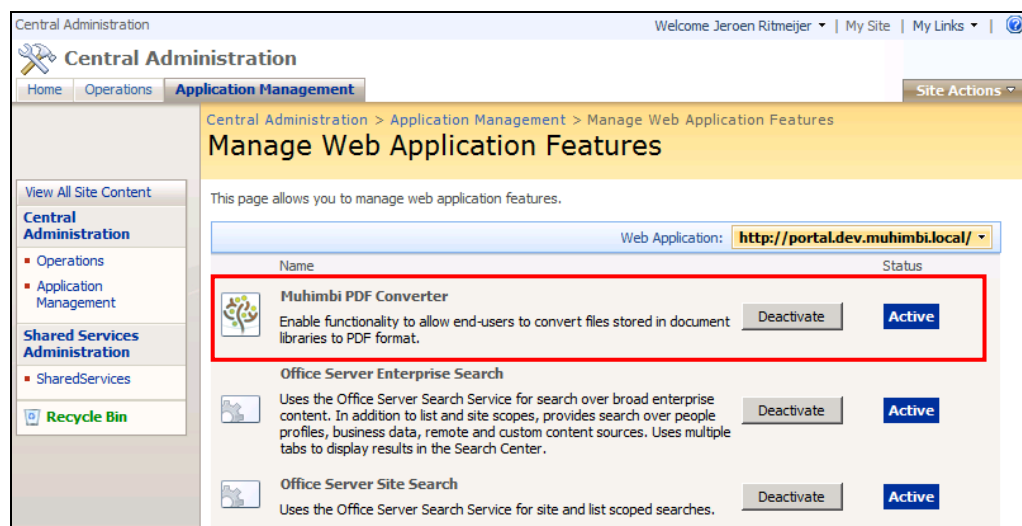 Central Administration
Welcome Jeroen Ritmeijer | My Site | My Links |
Central Administration
Home Operations Application Management
Site Actions
Central Administration > Application Management > Manage Web Application Features
Manage Web Application Features
View All Site Content
Central
Administration
Operations
Application
Management
Shared Services
Administration
SharedServices
Recycle Bin
This page allows you to manage web application features.
Web Application: http://portal.dev.muhimbi.local/
Name Status
Muhimbi PDF Converter
Enable functionality to allow end-users to convert files stored in document
libraries to PDF format.
Deactivate Active
Office Server Enterprise Search
Uses the Office Server Search Service for search over broad enterprise
content. In addition to list and site scopes, provides search over people
profiles, business data, remote and custom content sources. Uses multiple
tabs to display results in the Search Center.
Deactivate Active
Office Server Site Search
Uses the Office Server Search Service for site and list scoped searches.
Deactivate Active